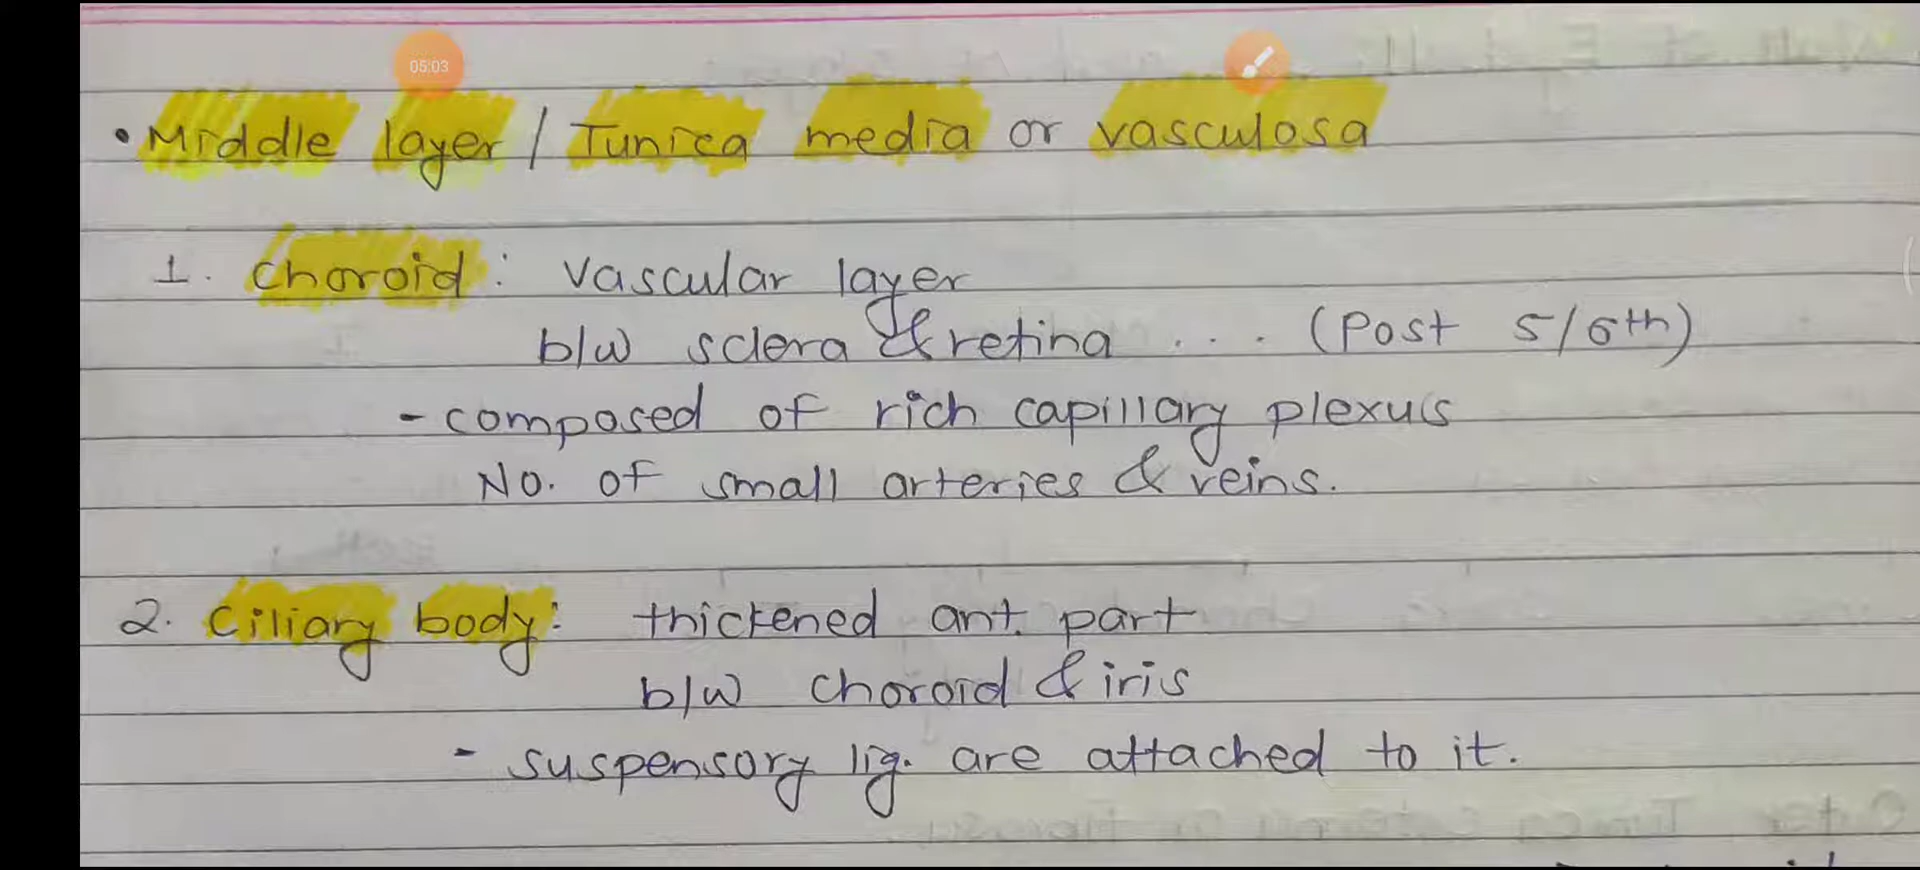 05:03
• Middle layer / Tunica media or vasculosa
1. Choroid : Vascular layer
b/w sclera & retina ... (Post 5/6th)
- composed of rich capillary plexus
No. of small arteries & veins.
2. Ciliary body : thickened ant. part
b/w choroid & iris
- suspensory lig. are attached to it.